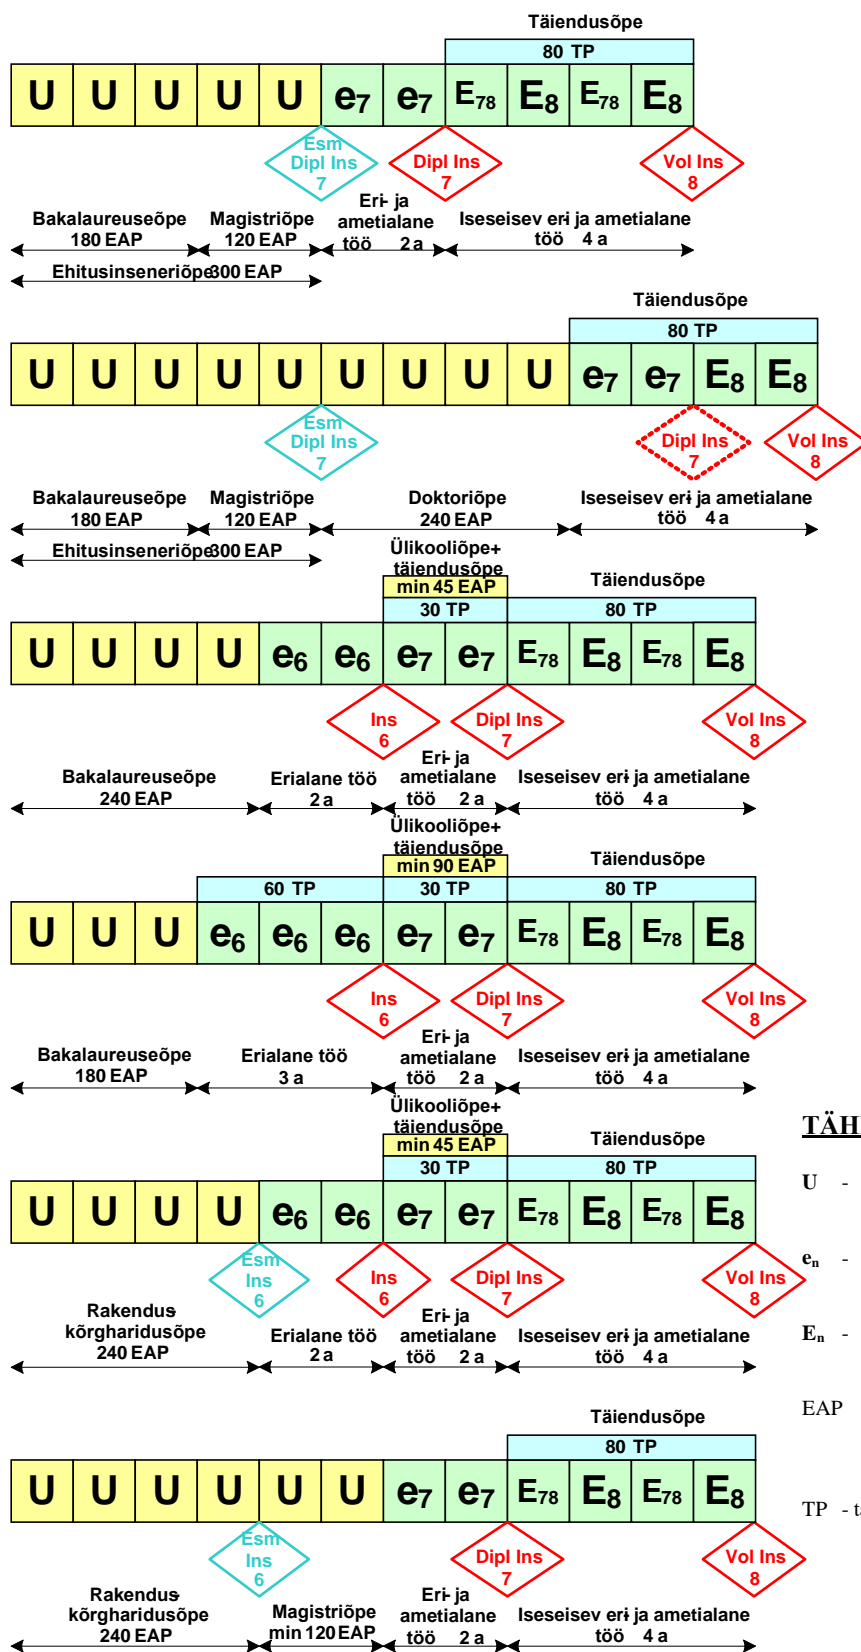 Täiendusõpe
80 TP
U U U U U e7 e7 E78 E8 E78 E8
Esm Dipl Ins 7
Dipl Ins 7
Vol Ins 8
Bakalaureuseõpe 180 EAP
Magistriõpe 120 EAP
Eri- ja ametialane töö 2 a
Iseseisev eri- ja ametialane töö 4 a
Ehitusinseneriõpe 300 EAP
Täiendusõpe
80 TP
U U U U U U U U U e7 e7 E8 E8
Esm Dipl Ins 7
Dipl Ins 7
Vol Ins 8
Bakalaureuseõpe 180 EAP
Magistriõpe 120 EAP
Doktoriõpe 240 EAP
Iseseisev eri- ja ametialane töö 4 a
Ehitusinseneriõpe 300 EAP
Ülikooliõpe+ täiendusõpe
min 45 EAP
Täiendusõpe
30 TP
80 TP
U U U U e6 e6 e7 e7 E78 E8 E78 E8
Ins 6
Dipl Ins 7
Vol Ins 8
Bakalaureuseõpe 240 EAP
Erialane töö 2 a
Eri- ja ametialane töö 2 a
Iseseisev eri- ja ametialane töö 4 a
Ülikooliõpe+ täiendusõpe
min 90 EAP
Täiendusõpe
60 TP
30 TP
80 TP
U U U e6 e6 e6 e7 e7 E78 E8 E78 E8
Ins 6
Dipl Ins 7
Vol Ins 8
Bakalaureuseõpe 180 EAP
Erialane töö 3 a
Eri- ja ametialane töö 2 a
Iseseisev eri- ja ametialane töö 4 a
Ülikooliõpe+ täiendusõpe
min 45 EAP
Täiendusõpe
30 TP
80 TP
U U U U e6 e6 e7 e7 E78 E8 E78 E8
Esm Ins 6
Ins 6
Dipl Ins 7
Vol Ins 8
Rakendus- kõrgharidusõpe 240 EAP
Erialane töö 2 a
Eri- ja ametialane töö 2 a
Iseseisev eri- ja ametialane töö 4 a
Täiendusõpe
80 TP
U U U U U U e7 e7 E78 E8 E78 E8
Esm Ins 6
Dipl Ins 7
Vol Ins 8
Rakendus- kõrgharidusõpe 240 EAP
Magistriõpe min 120 EAP
Eri- ja ametialane töö 2 a
Iseseisev eri- ja ametialane töö 4 a
TÄH
U -
en -
En -
EAP
TP - t